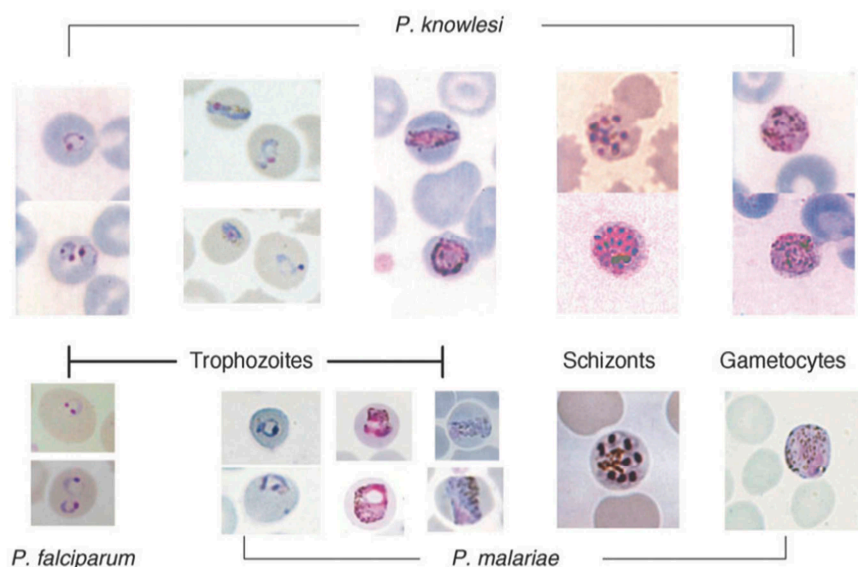 P. knowlesi
Trophozoites
Schizonts
Gametocytes
P. falciparum
P. malariae